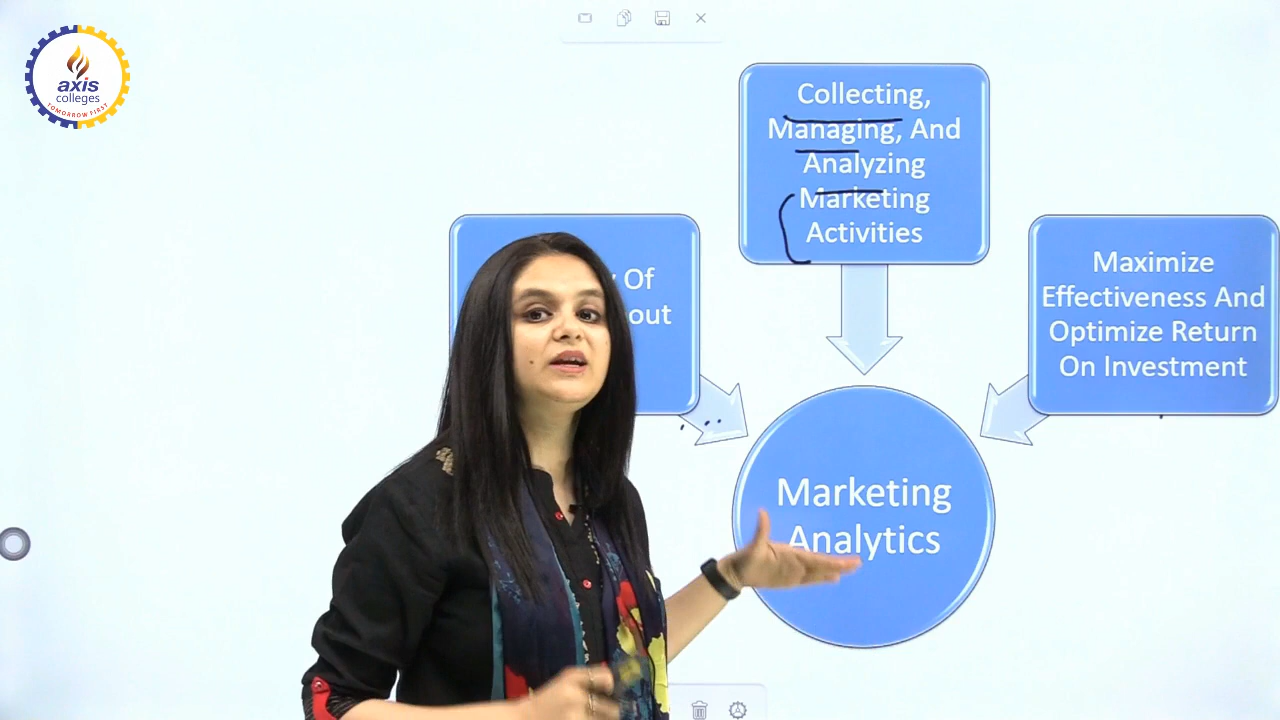 axis
colleges
TOMORROW FIRST
Collecting,
Managing, And
Analyzing
Marketing
Activities
Of
out
Maximize
Effectiveness And
Optimize Return
On Investment
Marketing
Analytics